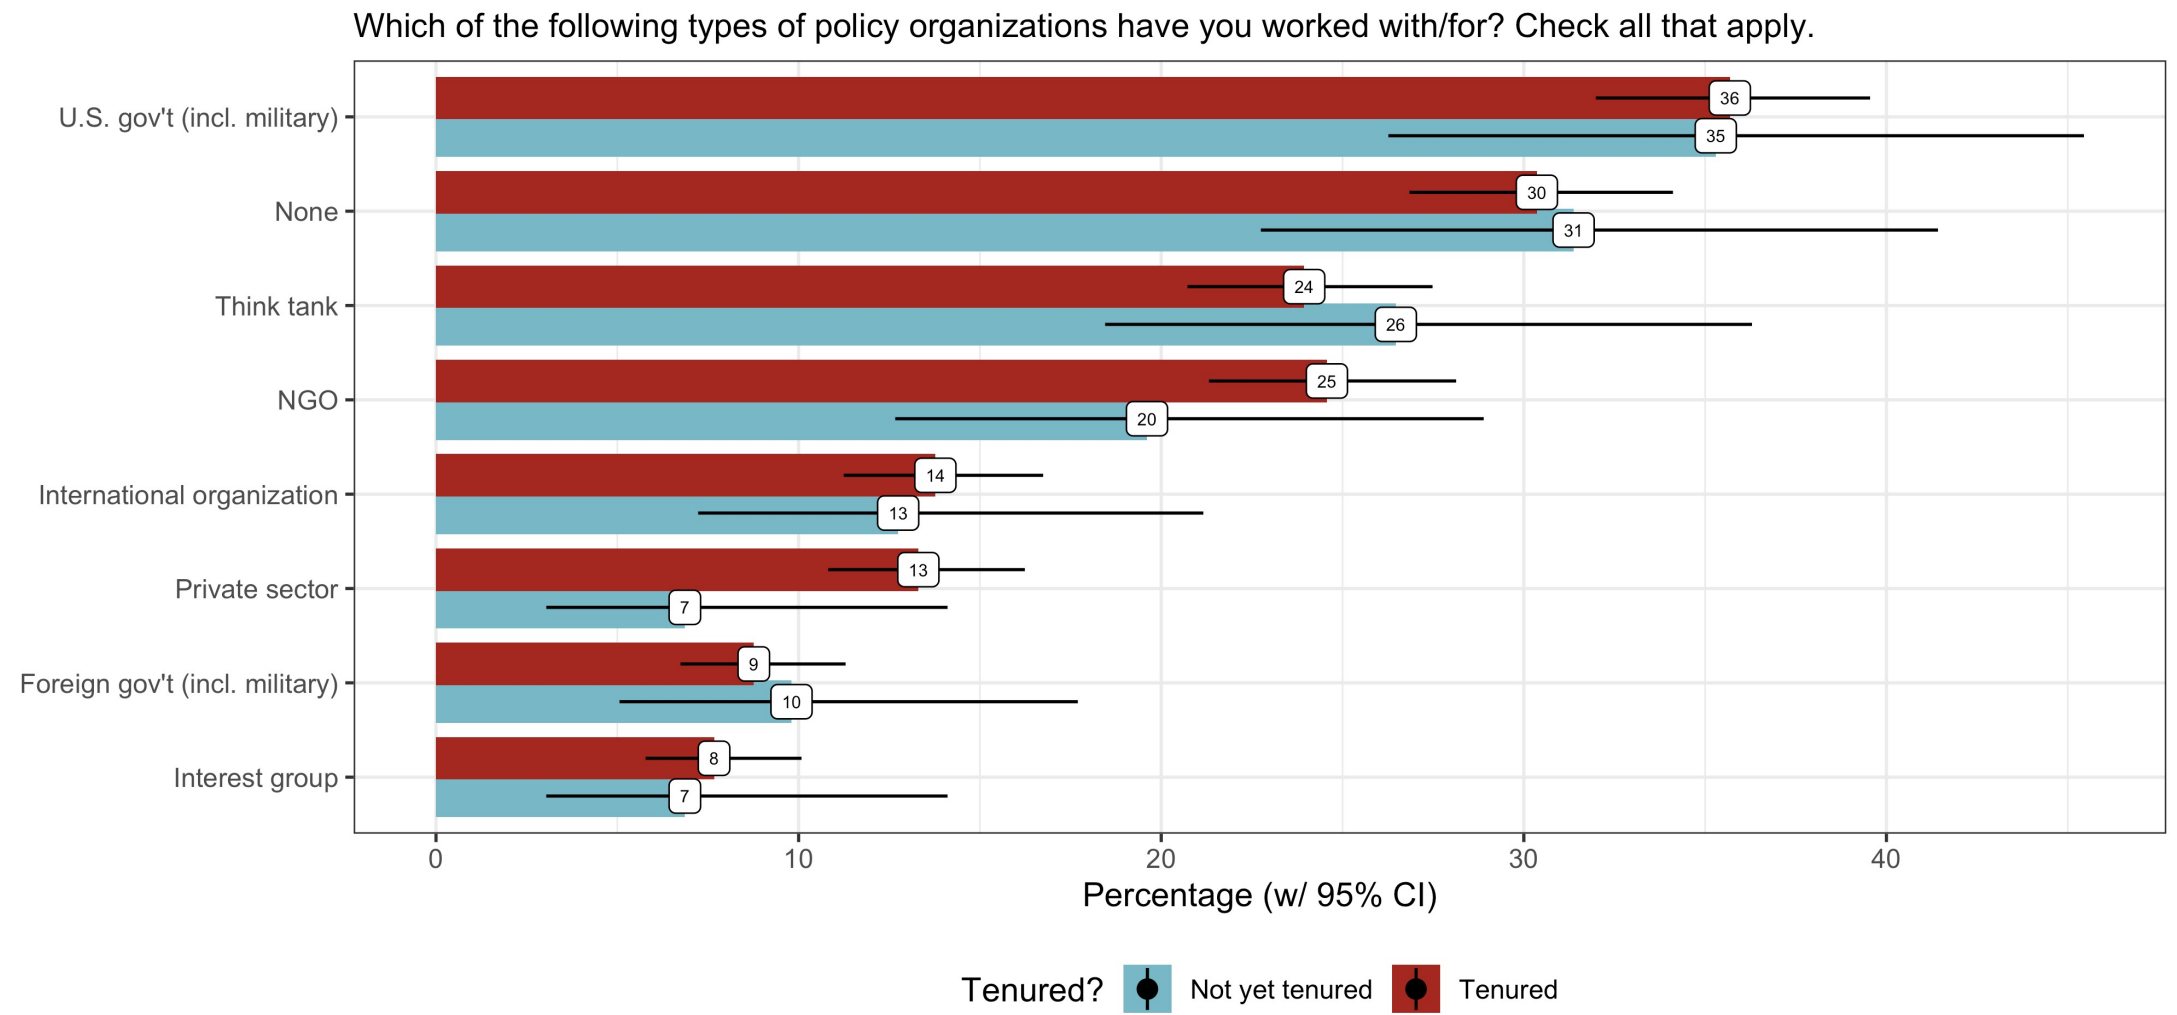 Which of the following types of policy organizations have you worked with/for? Check all that apply.
U.S. gov't (incl. military)
36
35
None
30
31
Think tank
24
26
NGO
25
20
International organization
14
13
Private sector
13
7
Foreign gov't (incl. military)
9
10
Interest group
8
7
0 10 20 30 40
Percentage (w/ 95% CI)
Tenured? Not yet tenured Tenured